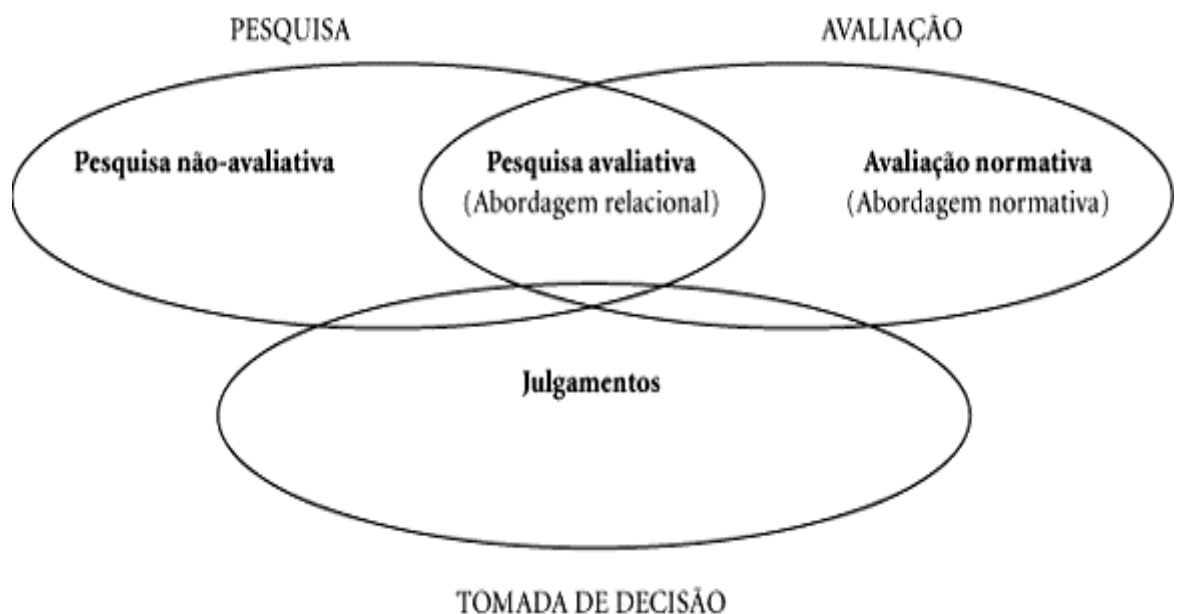 PESQUISA
AVALIAÇÃO
Pesquisa não-avaliativa
Pesquisa avaliativa
(Abordagem relacional)
Avaliação normativa
(Abordagem normativa)
Julgamentos
TOMADA DE DECISÃO